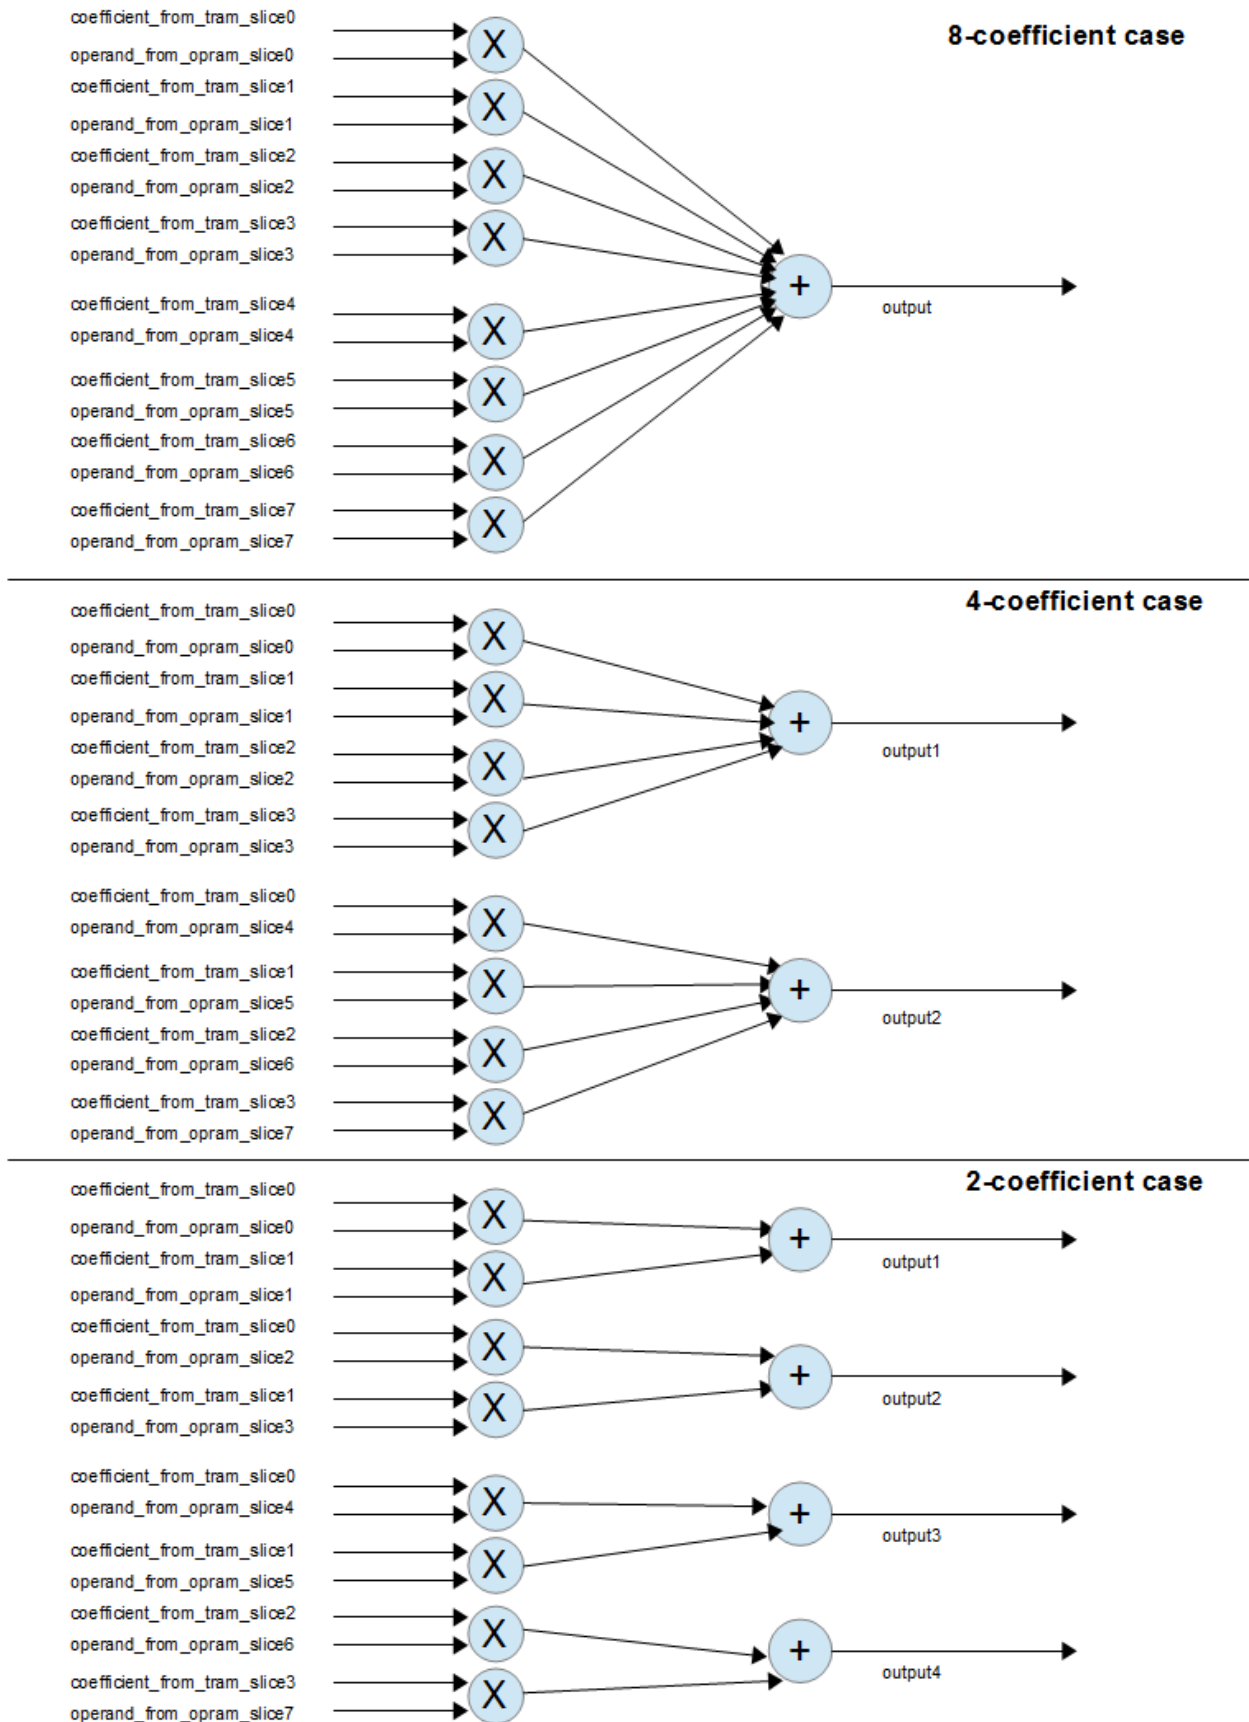 8-coefficient case
coefficient_from_tram_slice0
operand_from_opram_slice0
X
coefficient_from_tram_slice1
operand_from_opram_slice1
X
coefficient_from_tram_slice2
operand_from_opram_slice2
X
coefficient_from_tram_slice3
operand_from_opram_slice3
X
coefficient_from_tram_slice4
operand_from_opram_slice4
X
coefficient_from_tram_slice5
operand_from_opram_slice5
X
coefficient_from_tram_slice6
operand_from_opram_slice6
X
coefficient_from_tram_slice7
operand_from_opram_slice7
X
+
output
4-coefficient case
coefficient_from_tram_slice0
operand_from_opram_slice0
X
coefficient_from_tram_slice1
operand_from_opram_slice1
X
coefficient_from_tram_slice2
operand_from_opram_slice2
X
coefficient_from_tram_slice3
operand_from_opram_slice3
X
+
output1
coefficient_from_tram_slice0
operand_from_opram_slice4
X
coefficient_from_tram_slice1
operand_from_opram_slice5
X
coefficient_from_tram_slice2
operand_from_opram_slice6
X
coefficient_from_tram_slice3
operand_from_opram_slice7
X
+
output2
2-coefficient case
coefficient_from_tram_slice0
operand_from_opram_slice0
X
coefficient_from_tram_slice1
operand_from_opram_slice1
X
+
output1
coefficient_from_tram_slice0
operand_from_opram_slice2
X
coefficient_from_tram_slice1
operand_from_opram_slice3
X
+
output2
coefficient_from_tram_slice0
operand_from_opram_slice4
X
coefficient_from_tram_slice1
operand_from_opram_slice5
X
+
output3
coefficient_from_tram_slice2
operand_from_opram_slice6
X
coefficient_from_tram_slice3
operand_from_opram_slice7
X
+
output4